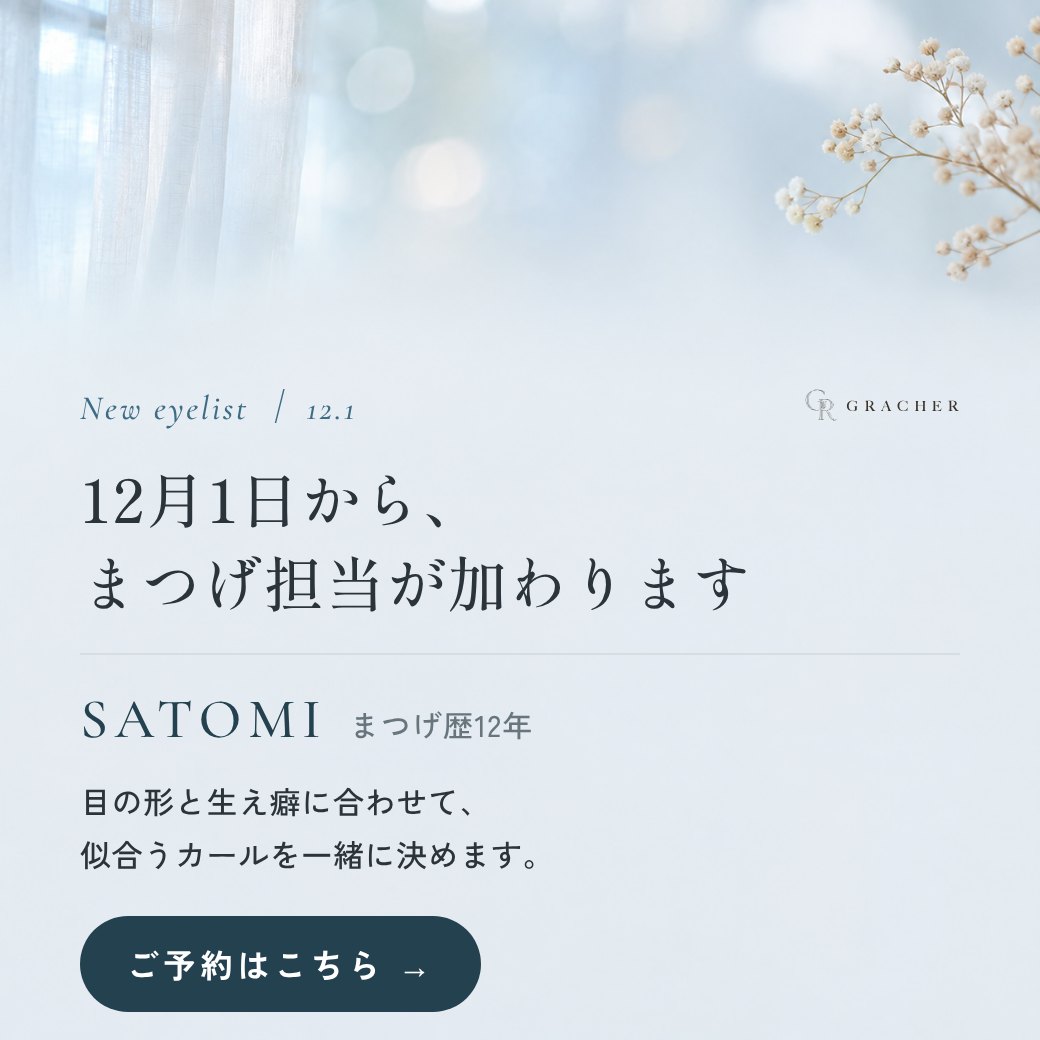 New eyelist / 12.1
GR GRACHER
12月1日から、
まつげ担当が加わります
SATOMI まつげ歴12年
目の形と生え癖に合わせて、
似合うカールを一緒に決めます。
ご予約はこちら →